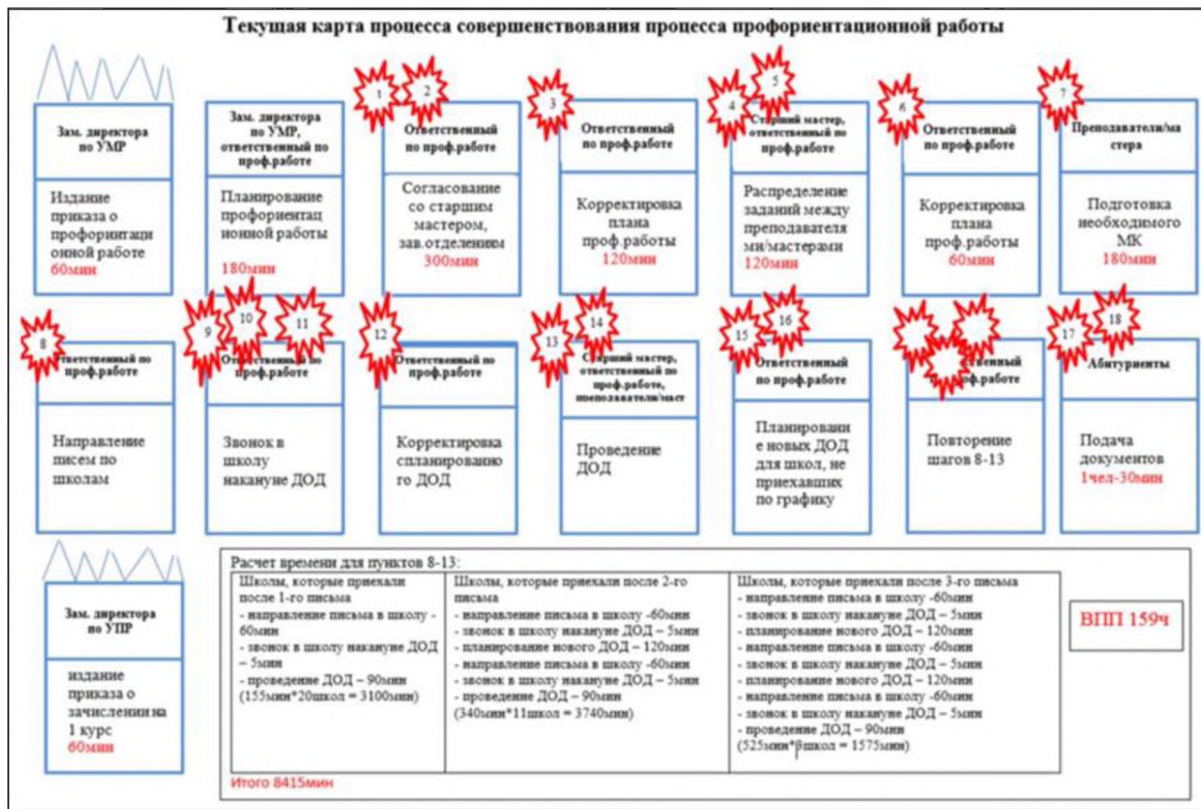 Текущая карта процесса совершенствования процесса профориентационной работы
Зам. директора
по УМР
Издание
приказа о
профоринтаци
онной работе
60мин
Зам. директора
по УМР,
ответственный по
проф.работе
Планирование
профориентац
ионной работы
180мин
1
2
Ответственный
по проф.работе
Согласование
со старшим
мастером,
зав.отделениям
300мин
3
Ответственный
по проф.работе
Корректировка
плана
проф.работы
120мин
4
5
Старший мастер,
ответственный по
проф.работе
Распределение
заданий между
преподавателя
ми/мастерами
120мин
6
Ответственный
по проф.работе
Корректировка
плана
проф.работы
60мин
7
Преподаватели/ма
стера
Подготовка
необходимого
МК
180мин
8
Ответственный по
проф.работе
Направление
писем по
школам
9
10
11
Ответственный по
проф.работе
Звонок в
школу
накануне ДОД
12
Ответственный по
проф.работе
Корректировка
спланированно
го ДОД
13
14
Старший мастер,
ответственный по
проф.работе,
преподаватели/маст
Проведение
ДОД
15
16
Ответственный
по проф.работе
Планировани
е новых ДОД
для школ, не
приехавших
по графику
Повторение
шагов 8-13
17
18
Абитуриенты
Подача
документов
1чел-30мин
Зам. директора
по УПР
издание
приказа о
зачислении на
1 курс
60мин
Расчет времени для пунктов 8-13:
Школы, которые приехали
после 1-го письма
- направление письма в школу -
60мин
- звонок в школу накануне ДОД
– 5мин
- проведение ДОД – 90мин
(155мин*20школ = 3100мин)
Школы, которые приехали после 2-го
письма
- направление письма в школу -60мин
- звонок в школу накануне ДОД – 5мин
- планирование нового ДОД – 120мин
- направление письма в школу -60мин
- звонок в школу накануне ДОД – 5мин
- проведение ДОД – 90мин
(340мин*11школ = 3740мин)
Школы, которые приехали после 3-го письма
- направление письма в школу -60мин
- звонок в школу накануне ДОД – 5мин
- планирование нового ДОД – 120мин
- направление письма в школу -60мин
- звонок в школу накануне ДОД – 5мин
- планирование нового ДОД – 120мин
- направление письма в школу -60мин
- звонок в школу накануне ДОД – 5мин
- проведение ДОД – 90мин
(525мин*3школ = 1575мин)
Итого 8415мин
ВПП 159ч